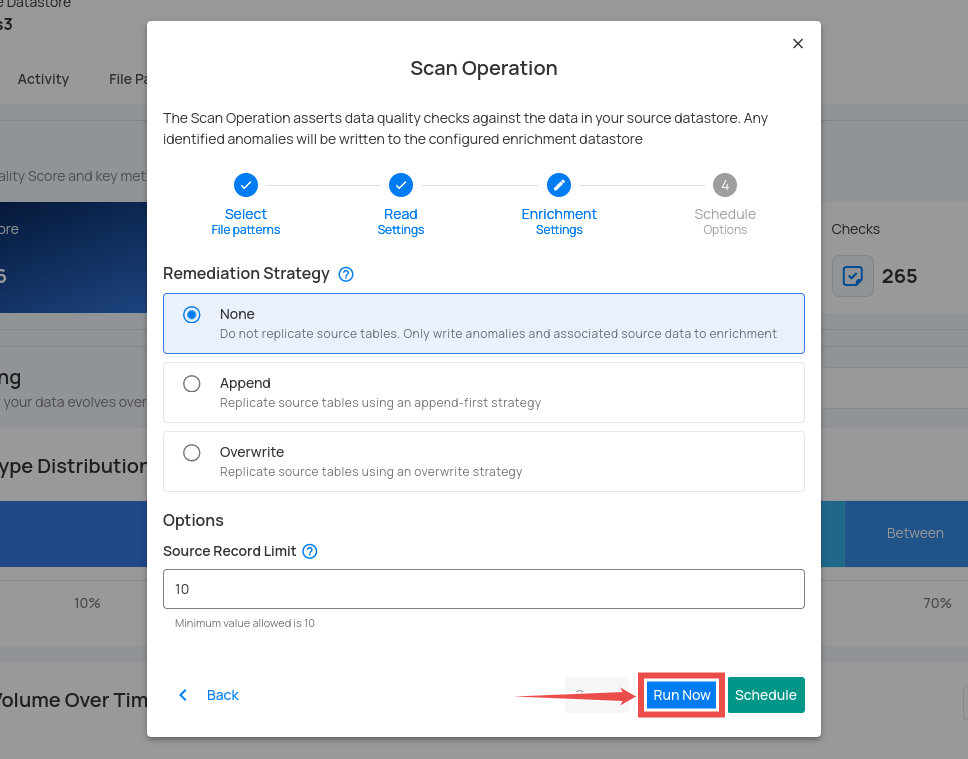 Datastore
s3
Activity
File Pa
Scan Operation
The Scan Operation asserts data quality checks against the data in your source datastore. Any
identified anomalies will be written to the configured enrichment datastore
ality Score and key met
Select
File patterns
Read
Settings
Enrichment
Settings
4
Schedule
Options
ore
Checks
6
265
Remediation Strategy
None
Do not replicate source tables. Only write anomalies and associated source data to enrichment
Append
Replicate source tables using an append-first strategy
Overwrite
Replicate source tables using an overwrite strategy
ng
your data evolves over
ype Distribution
Options
Source Record Limit
10
Minimum value allowed is 10
Between
10%
70%
Volume Over Tim
Back
Run Now
Schedule